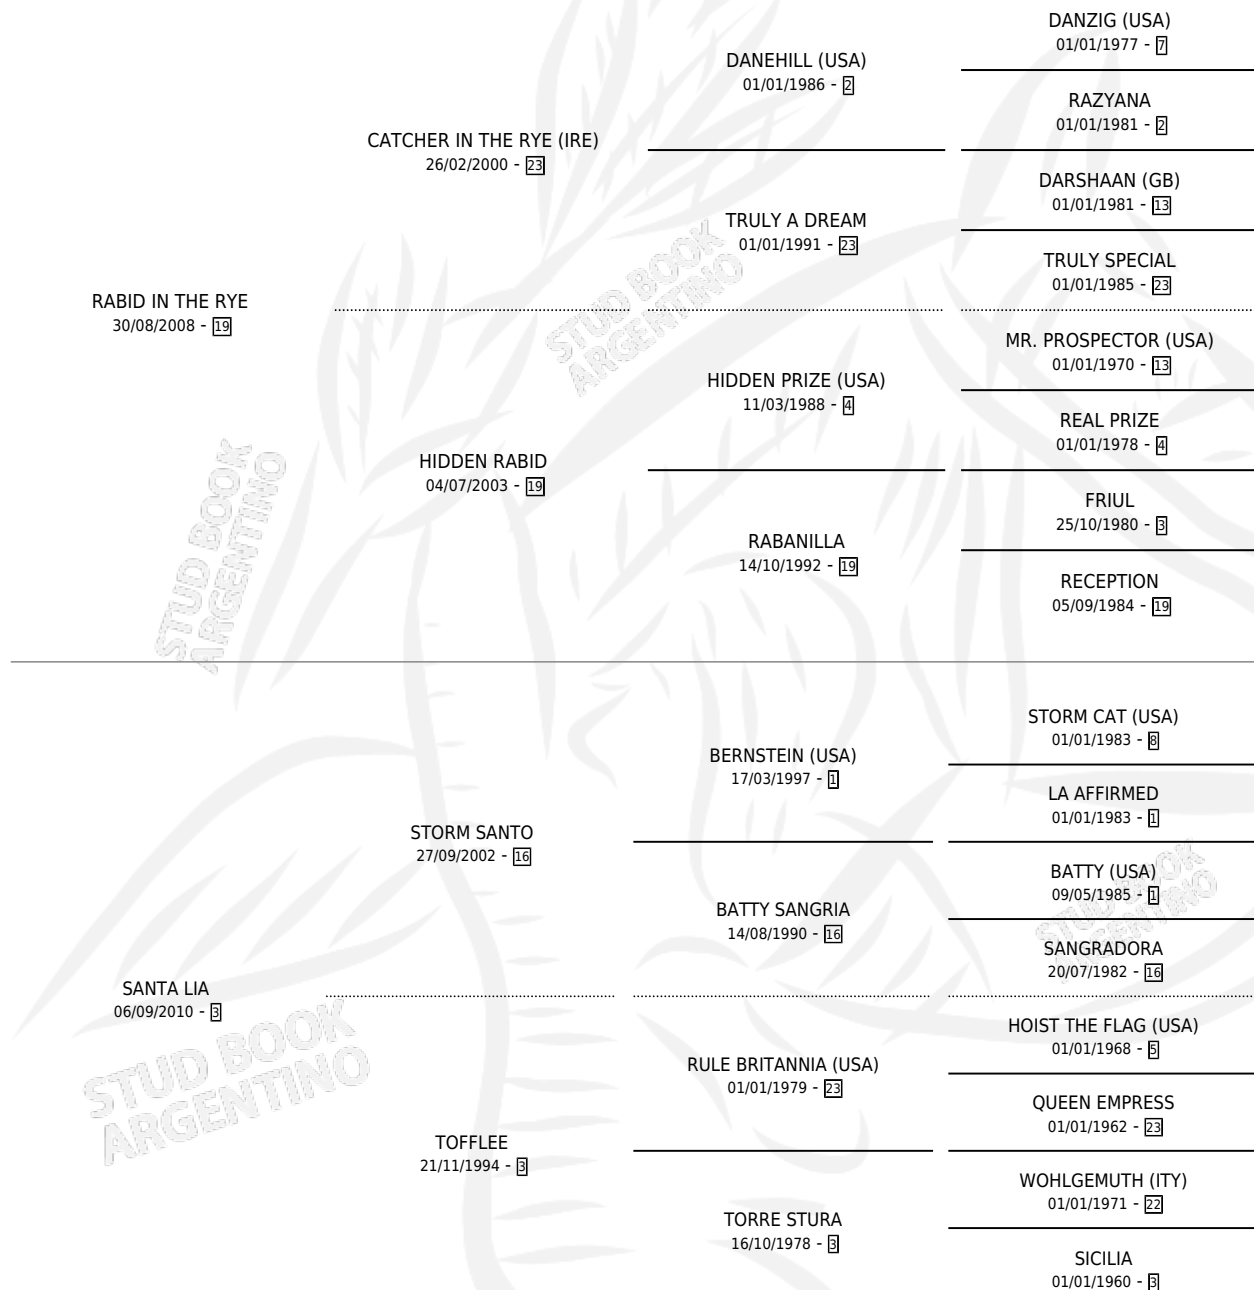 DANZIG (USA)
01/01/1977 - 7
DANEHILL (USA)
01/01/1986 - 2
RAZYANA
01/01/1981 - 2
CATCHER IN THE RYE (IRE)
26/02/2000 - 23
DARSHAAN (GB)
01/01/1981 - 13
TRULY A DREAM
01/01/1991 - 23
TRULY SPECIAL
01/01/1985 - 23
RABID IN THE RYE
30/08/2008 - 19
MR. PROSPECTOR (USA)
01/01/1970 - 13
HIDDEN PRIZE (USA)
11/03/1988 - 4
REAL PRIZE
01/01/1978 - 4
HIDDEN RABID
04/07/2003 - 19
FRIUL
25/10/1980 - 3
RABANILLA
14/10/1992 - 19
RECEPTION
05/09/1984 - 19
STUD BOOK
ARGENTINO
STUD BOOK
ARGENTINO
STORM CAT (USA)
01/01/1983 - 8
BERNSTEIN (USA)
17/03/1997 - 1
LA AFFIRMED
01/01/1983 - 1
STORM SANTO
27/09/2002 - 16
BATTY (USA)
09/05/1985 - 1
BATTY SANGRIA
14/08/1990 - 16
SANGRADORA
20/07/1982 - 16
SANTA LIA
06/09/2010 - 3
HOIST THE FLAG (USA)
01/01/1968 - 5
RULE BRITANNIA (USA)
01/01/1979 - 23
QUEEN EMPRESS
01/01/1962 - 23
TOFFLEE
21/11/1994 - 3
WOHLGEMUTH (ITY)
01/01/1971 - 22
TORRE STURA
16/10/1978 - 3
SICILIA
01/01/1960 - 3
STUD BOOK
ARGENTINO
STUD BOOK
ARGENTINO